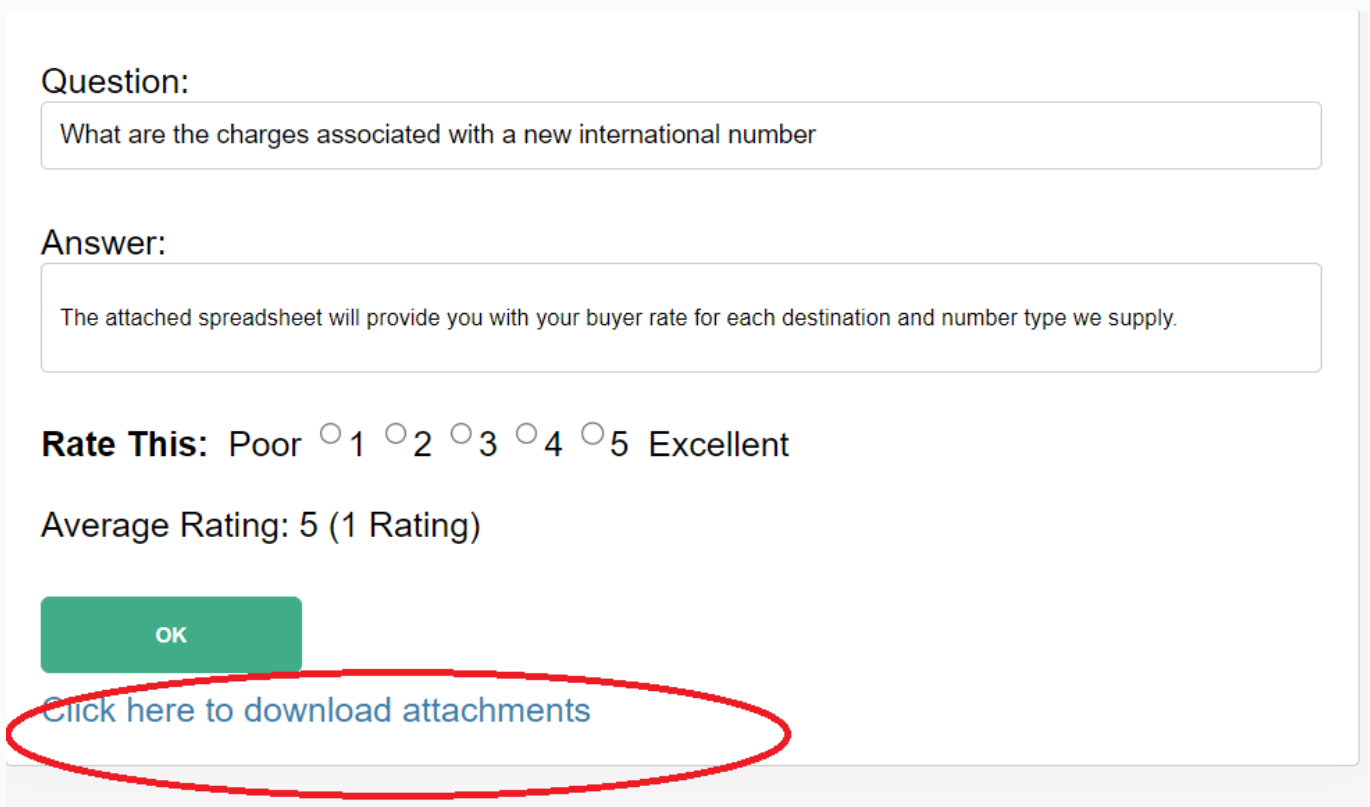 Question:
What are the charges associated with a new international number
Answer:
The attached spreadsheet will provide you with your buyer rate for each destination and number type we supply.
Rate This: Poor 1 2 3 4 5 Excellent
Average Rating: 5 (1 Rating)
OK
Click here to download attachments